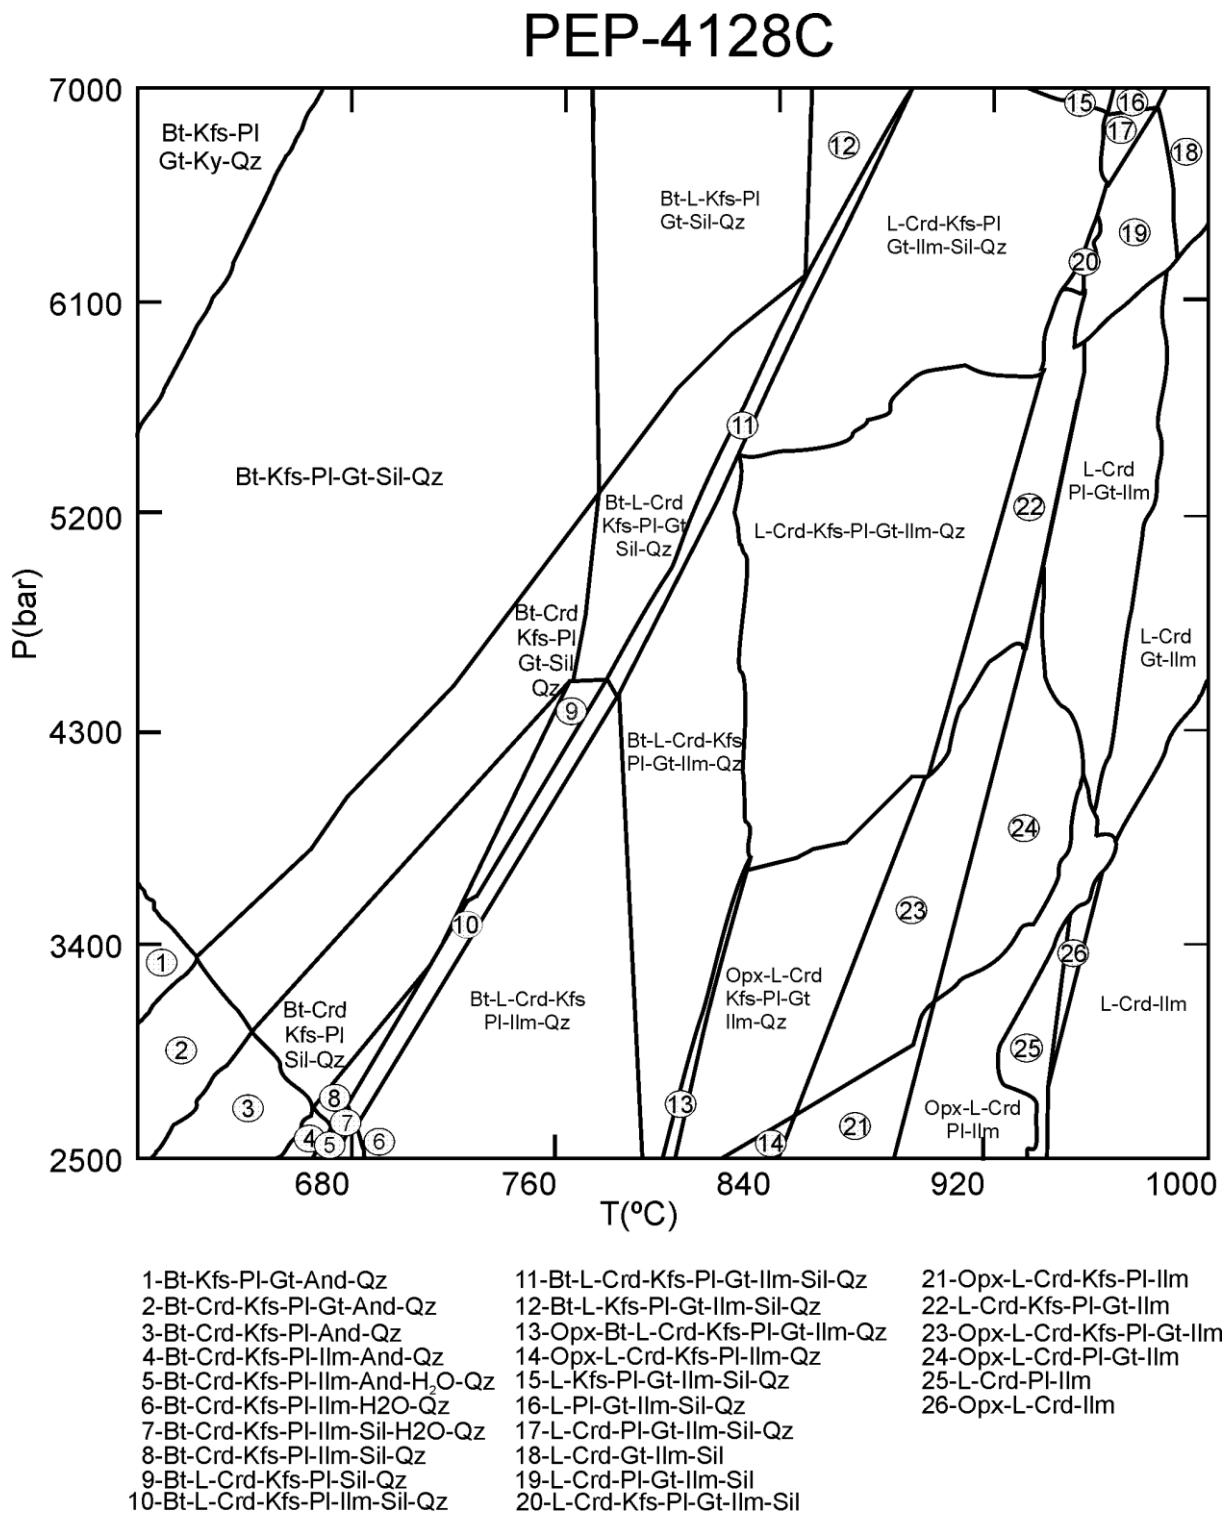 PEP-4128C
7000
6100
5200
4300
3400
2500
P(bar)
680
760
840
920
1000
T(ºC)
Bt-Kfs-Pl
Gt-Ky-Qz
Bt-L-Kfs-Pl
Gt-Sil-Qz
12
L-Crd-Kfs-Pl
Gt-Ilm-Sil-Qz
15
16
17
18
19
20
Bt-Kfs-Pl-Gt-Sil-Qz
11
Bt-L-Crd
Kfs-Pl-Gt
Sil-Qz
L-Crd-Kfs-Pl-Gt-Ilm-Qz
22
L-Crd
Pl-Gt-Ilm
Bt-Crd
Kfs-Pl
Gt-Sil
Qz
9
L-Crd
Gt-Ilm
Bt-L-Crd-Kfs
Pl-Gt-Ilm-Qz
24
23
10
1
2
3
Bt-Crd
Kfs-Pl
Sil-Qz
Bt-L-Crd-Kfs
Pl-Ilm-Qz
Opx-L-Crd
Kfs-Pl-Gt
Ilm-Qz
26
L-Crd-Ilm
25
8
7
4
5
6
13
14
21
Opx-L-Crd
Pl-Ilm
1-Bt-Kfs-Pl-Gt-And-Qz
2-Bt-Crd-Kfs-Pl-Gt-And-Qz
3-Bt-Crd-Kfs-Pl-And-Qz
4-Bt-Crd-Kfs-Pl-Ilm-And-Qz
5-Bt-Crd-Kfs-Pl-Ilm-And-H₂O-Qz
6-Bt-Crd-Kfs-Pl-Ilm-H2O-Qz
7-Bt-Crd-Kfs-Pl-Ilm-Sil-H2O-Qz
8-Bt-Crd-Kfs-Pl-Ilm-Sil-Qz
9-Bt-L-Crd-Kfs-Pl-Sil-Qz
10-Bt-L-Crd-Kfs-Pl-Ilm-Sil-Qz
11-Bt-L-Crd-Kfs-Pl-Gt-Ilm-Sil-Qz
12-Bt-L-Kfs-Pl-Gt-Ilm-Sil-Qz
13-Opx-Bt-L-Crd-Kfs-Pl-Gt-Ilm-Qz
14-Opx-L-Crd-Kfs-Pl-Ilm-Qz
15-L-Kfs-Pl-Gt-Ilm-Sil-Qz
16-L-Pl-Gt-Ilm-Sil-Qz
17-L-Crd-Pl-Gt-Ilm-Sil-Qz
18-L-Crd-Gt-Ilm-Sil
19-L-Crd-Pl-Gt-Ilm-Sil
20-L-Crd-Kfs-Pl-Gt-Ilm-Sil
21-Opx-L-Crd-Kfs-Pl-Ilm
22-L-Crd-Kfs-Pl-Gt-Ilm
23-Opx-L-Crd-Kfs-Pl-Gt-Ilm
24-Opx-L-Crd-Pl-Gt-Ilm
25-L-Crd-Pl-Ilm
26-Opx-L-Crd-Ilm